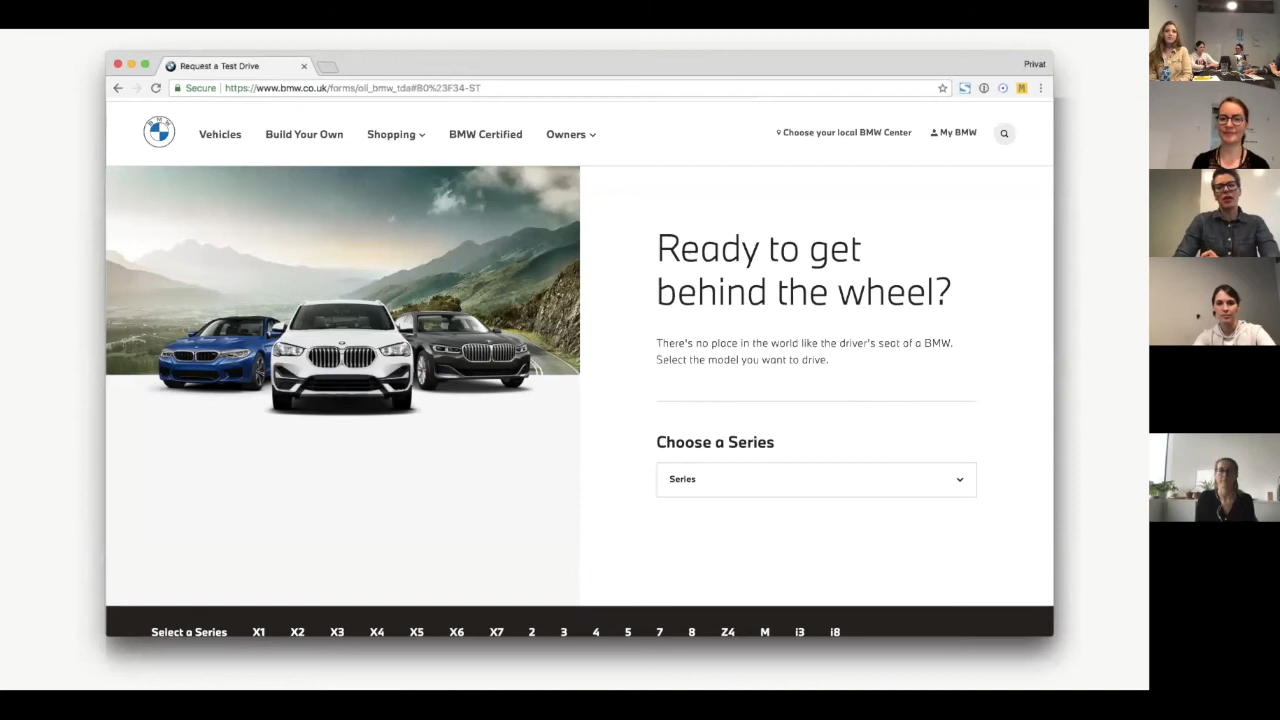 Request a Test Drive
Privat
Secure
https://www.bmw.co.uk/forms/oli_bmw_tda#B0%23F34-ST
M
BMW
Vehicles
Build Your Own
Shopping
BMW Certified
Owners
Choose your local BMW Center
My BMW
Ready to get
behind the wheel?
There's no place in the world like the driver's seat of a BMW.
Select the model you want to drive.
Choose a Series
Series
Select a Series X1 X2 X3 X4 X5 X6 X7 2 3 4 5 7 8 Z4 M i3 i8